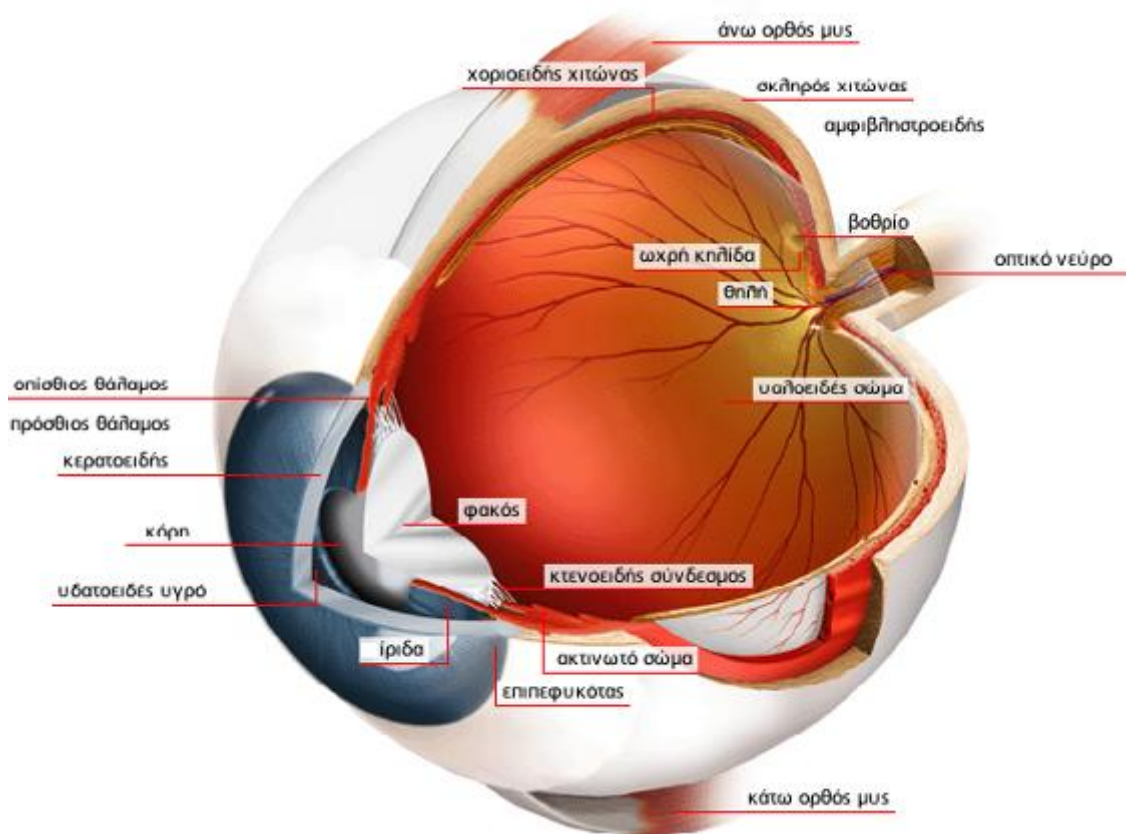 άνω ορθός μυς
χοριοειδής χιτώνας
σκληρός χιτώνας
αμφιβληστροειδής
βοθρίο
ωχρή κηλίδα
οπτικό νεύρο
θηλή
οπίσθιος θάλαμος
υαλοειδές σώμα
πρόσθιος θάλαμος
κερατοειδής
φακός
κόρη
κτενοειδής σύνδεσμος
υδατοειδές υγρό
ίριδα
ακτινωτό σώμα
επιπεφυκότας
κάτω ορθός μυς